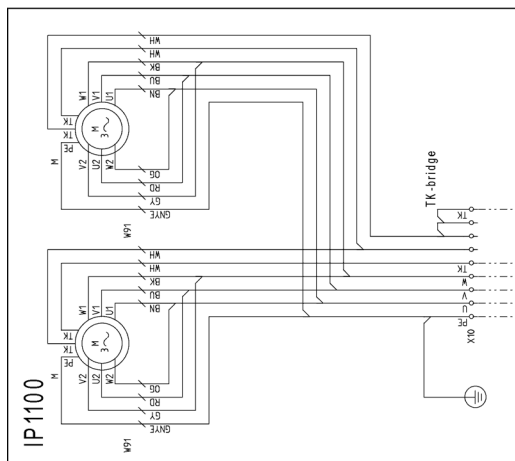 WH
WH
BK
BU
BN
W1
V1
U1
TK
TK
PE
M
3~
M
V2
U2
W2
OG
RD
GY
GNYE
W91
TK-bridge
TK
WH
WH
BK
BU
BN
TK
W
V
U
PE
X10
W1
V1
U1
TK
TK
PE
M
3~
M
V2
U2
W2
OG
RD
GY
GNYE
W91
IP1100